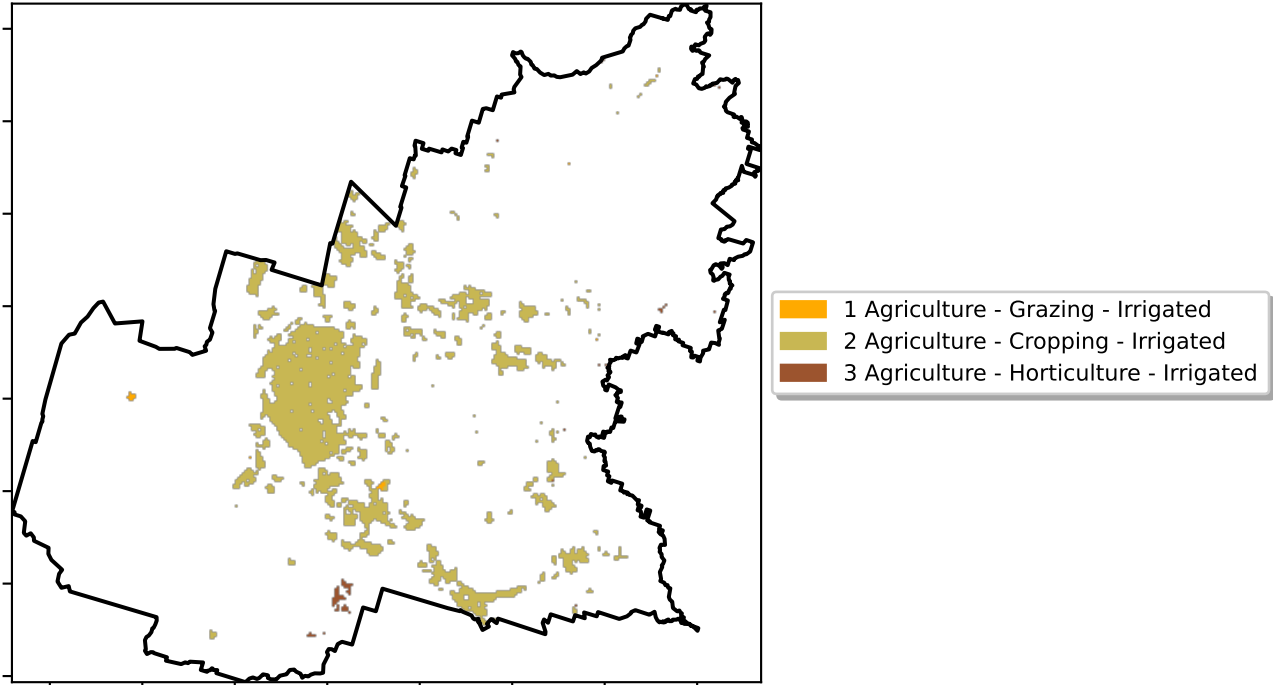 1 Agriculture - Grazing - Irrigated
2 Agriculture - Cropping - Irrigated
3 Agriculture - Horticulture - Irrigated